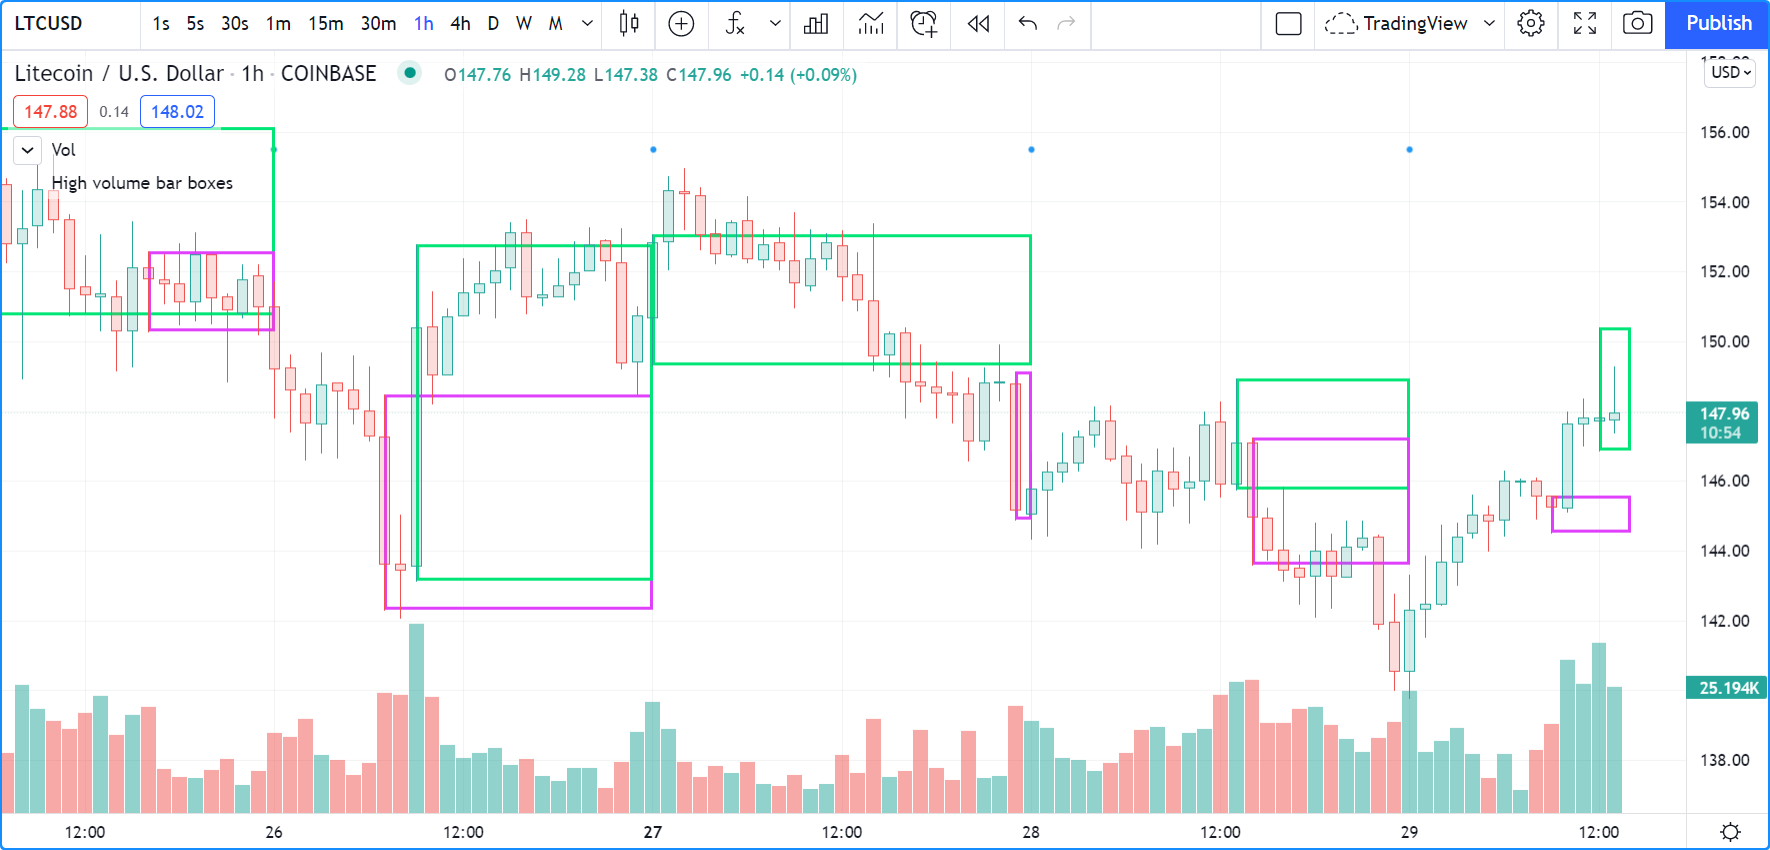 LTCUSD 1s 5s 30s 1m 15m 30m 1h 4h D W M TradingView Publish
Litecoin / U.S. Dollar · 1h · COINBASE O147.76 H149.28 L147.38 C147.96 +0.14 (+0.09%)
USD
147.88 0.14 148.02
Vol
High volume bar boxes
156.00
154.00
152.00
150.00
147.96
10:54
146.00
144.00
142.00
25.194K
138.00
12:00 26 12:00 27 12:00 28 12:00 29 12:00